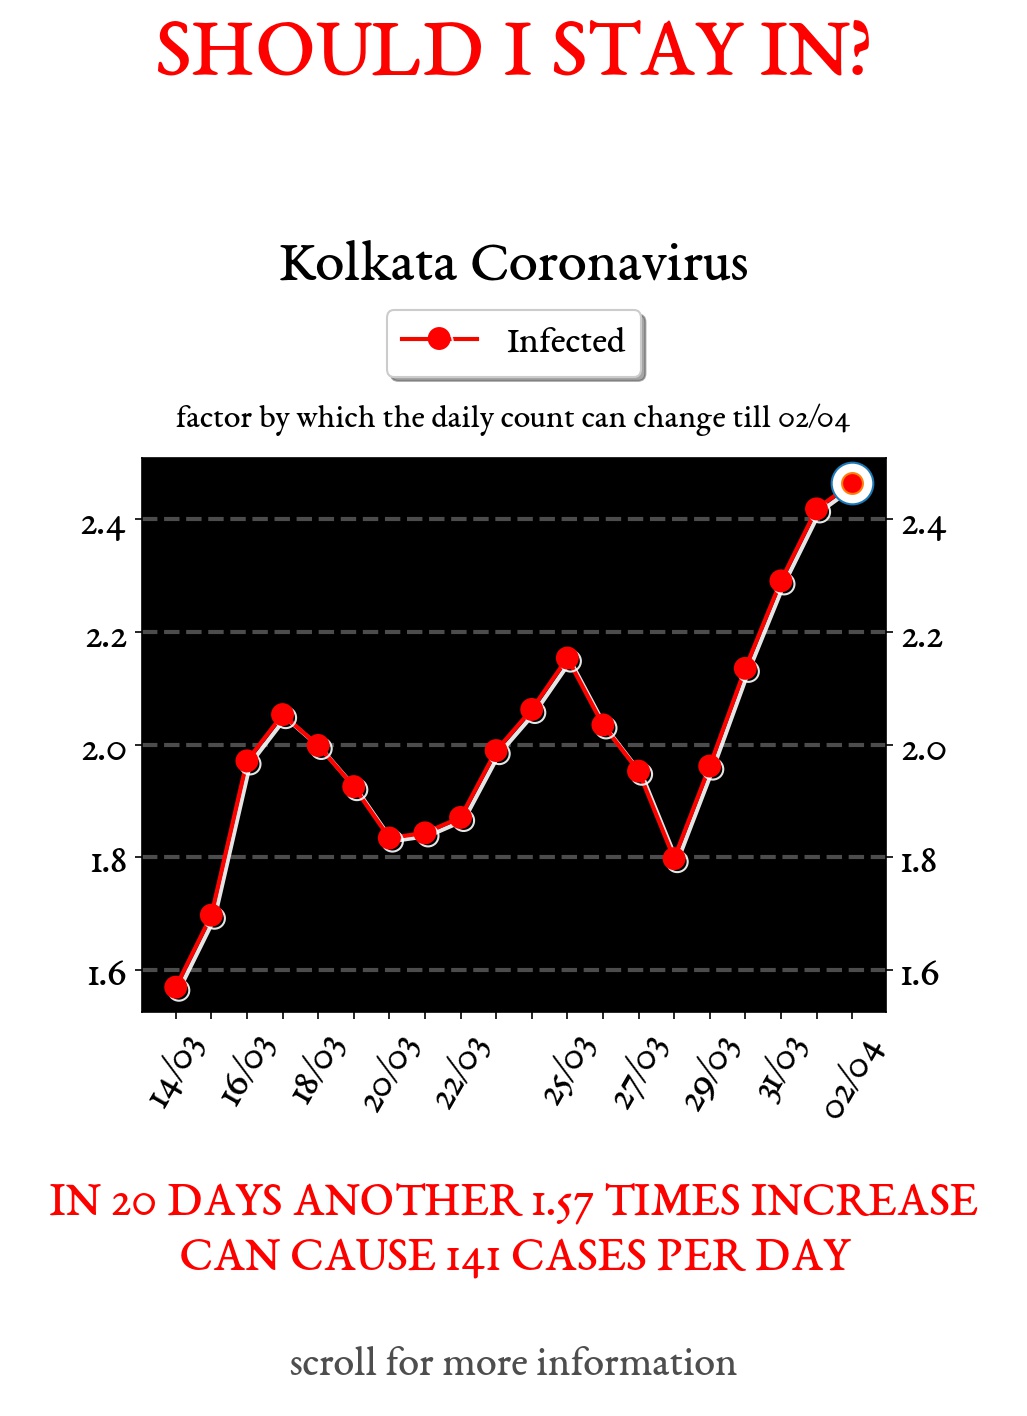 SHOULD I STAY IN?
Kolkata Coronavirus
Infected
factor by which the daily count can change till 02/04
2.4 2.4
2.2 2.2
2.0 2.0
1.8 1.8
1.6 1.6
14/03 16/03 18/03 20/03 22/03 25/03 27/03 29/03 31/03 02/04
IN 20 DAYS ANOTHER 1.57 TIMES INCREASE
CAN CAUSE 141 CASES PER DAY
scroll for more information